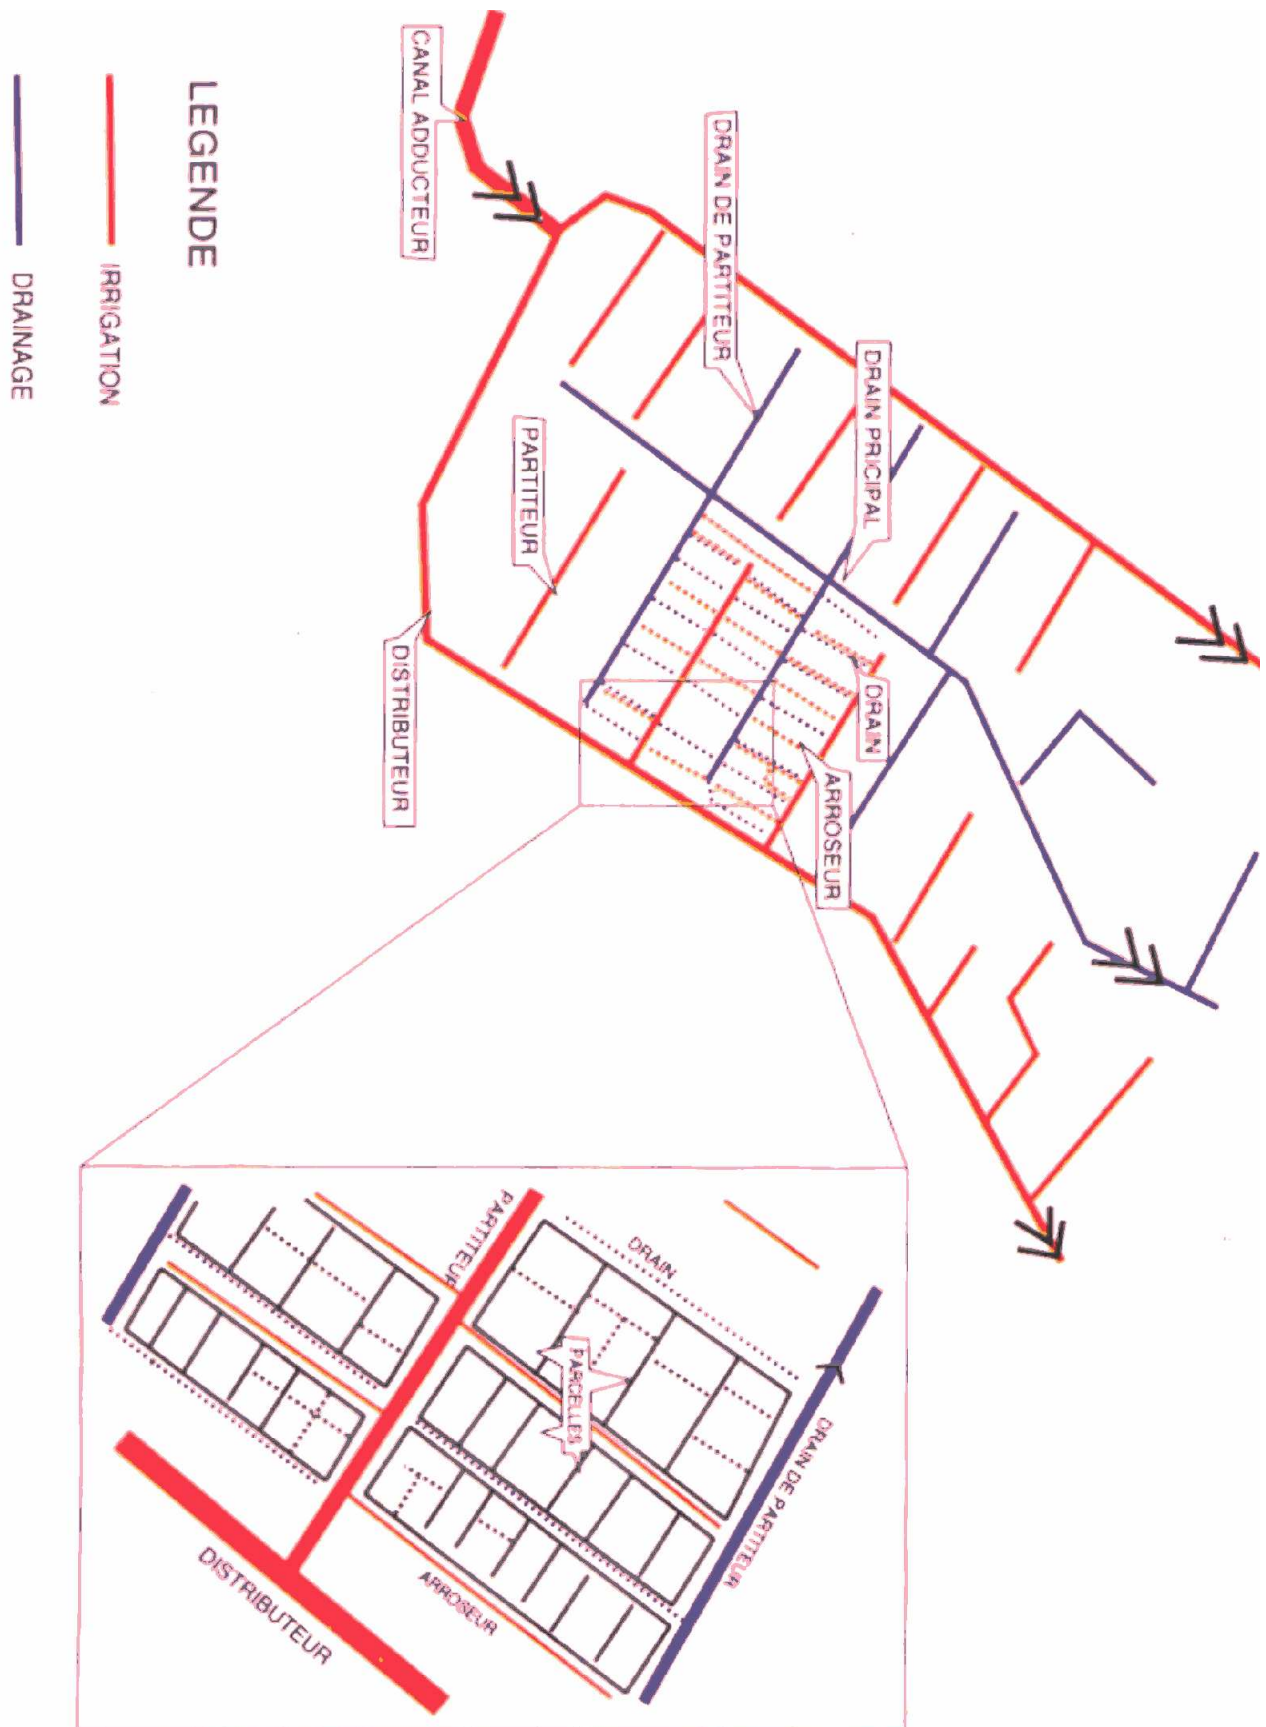 CANAL ADDUCTEUR
DRAIN DE PARTITEUR
DRAIN PRICIPAL
PARTITEUR
DISTRIBUTEUR
DRAIN
ARROSEUR
LEGENDE
IRRIGATION
DRAINAGE
PARTITEUR
DRAIN
PARCELLES
DRAIN DE PARTITEUR
ARROSEUR
DISTRIBUTEUR